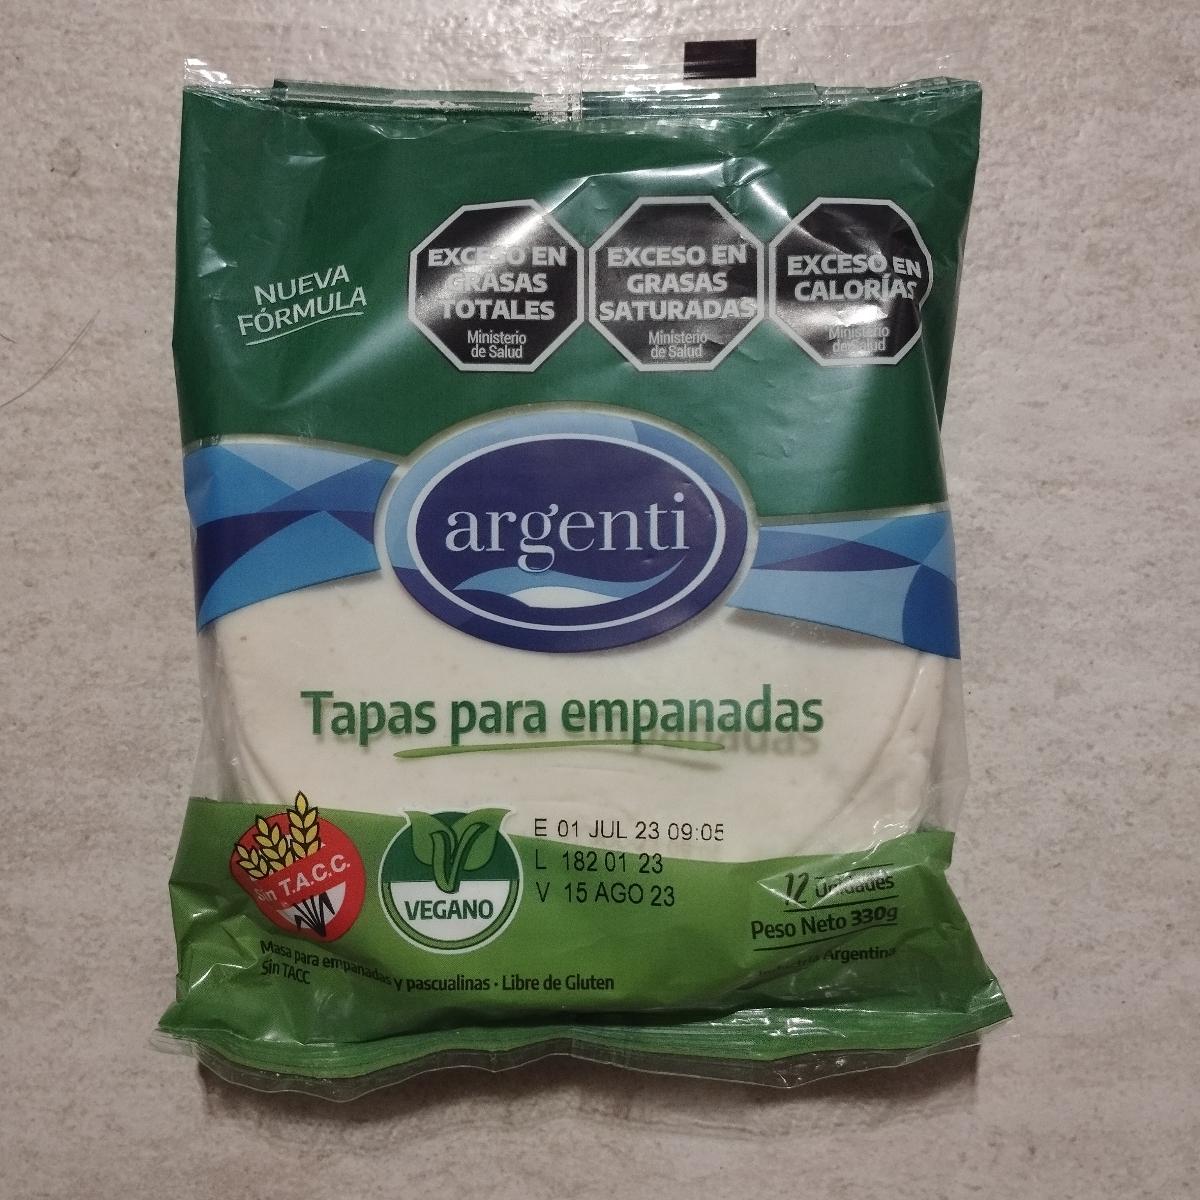 NUEVA
FÓRMULA
EXCESO EN
GRASAS
TOTALES
Ministerio
de Salud
EXCESO EN
GRASAS
SATURADAS
Ministerio
de Salud
EXCESO EN
CALORÍAS
Ministerio
de Salud
argenti
Tapas para empanadas
Sin T.A.C.C.
VEGANO
E 01 JUL 23 09:05
L 182 01 23
V 15 AGO 23
12 Unidades
Peso Neto 330g
Industria Argentina
Masa para empanadas y pascualinas · Libre de Gluten
Sin TACC